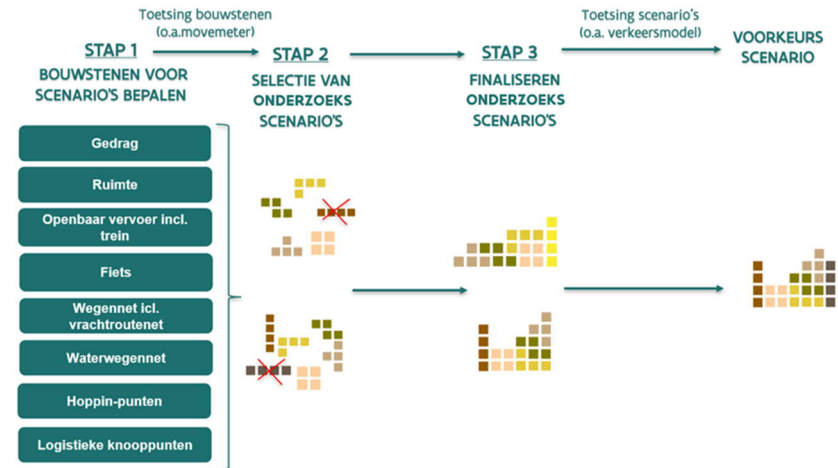 Toetsing bouwstenen
(o.a.movemeter)
Toetsing scenario's
(o.a. verkeersmodel)
STAP 1
BOUWSTENEN VOOR
SCENARIO'S BEPALEN
STAP 2
SELECTIE VAN
ONDERZOEKS
SCENARIO'S
STAP 3
FINALISEREN
ONDERZOEKS
SCENARIO'S
VOORKEURS
SCENARIO
Gedrag
Ruimte
Openbaar vervoer incl.
trein
Fiets
Wegennet icl.
vrachtroutenet
Waterwegennet
Hoppin-punten
Logistieke knooppunten